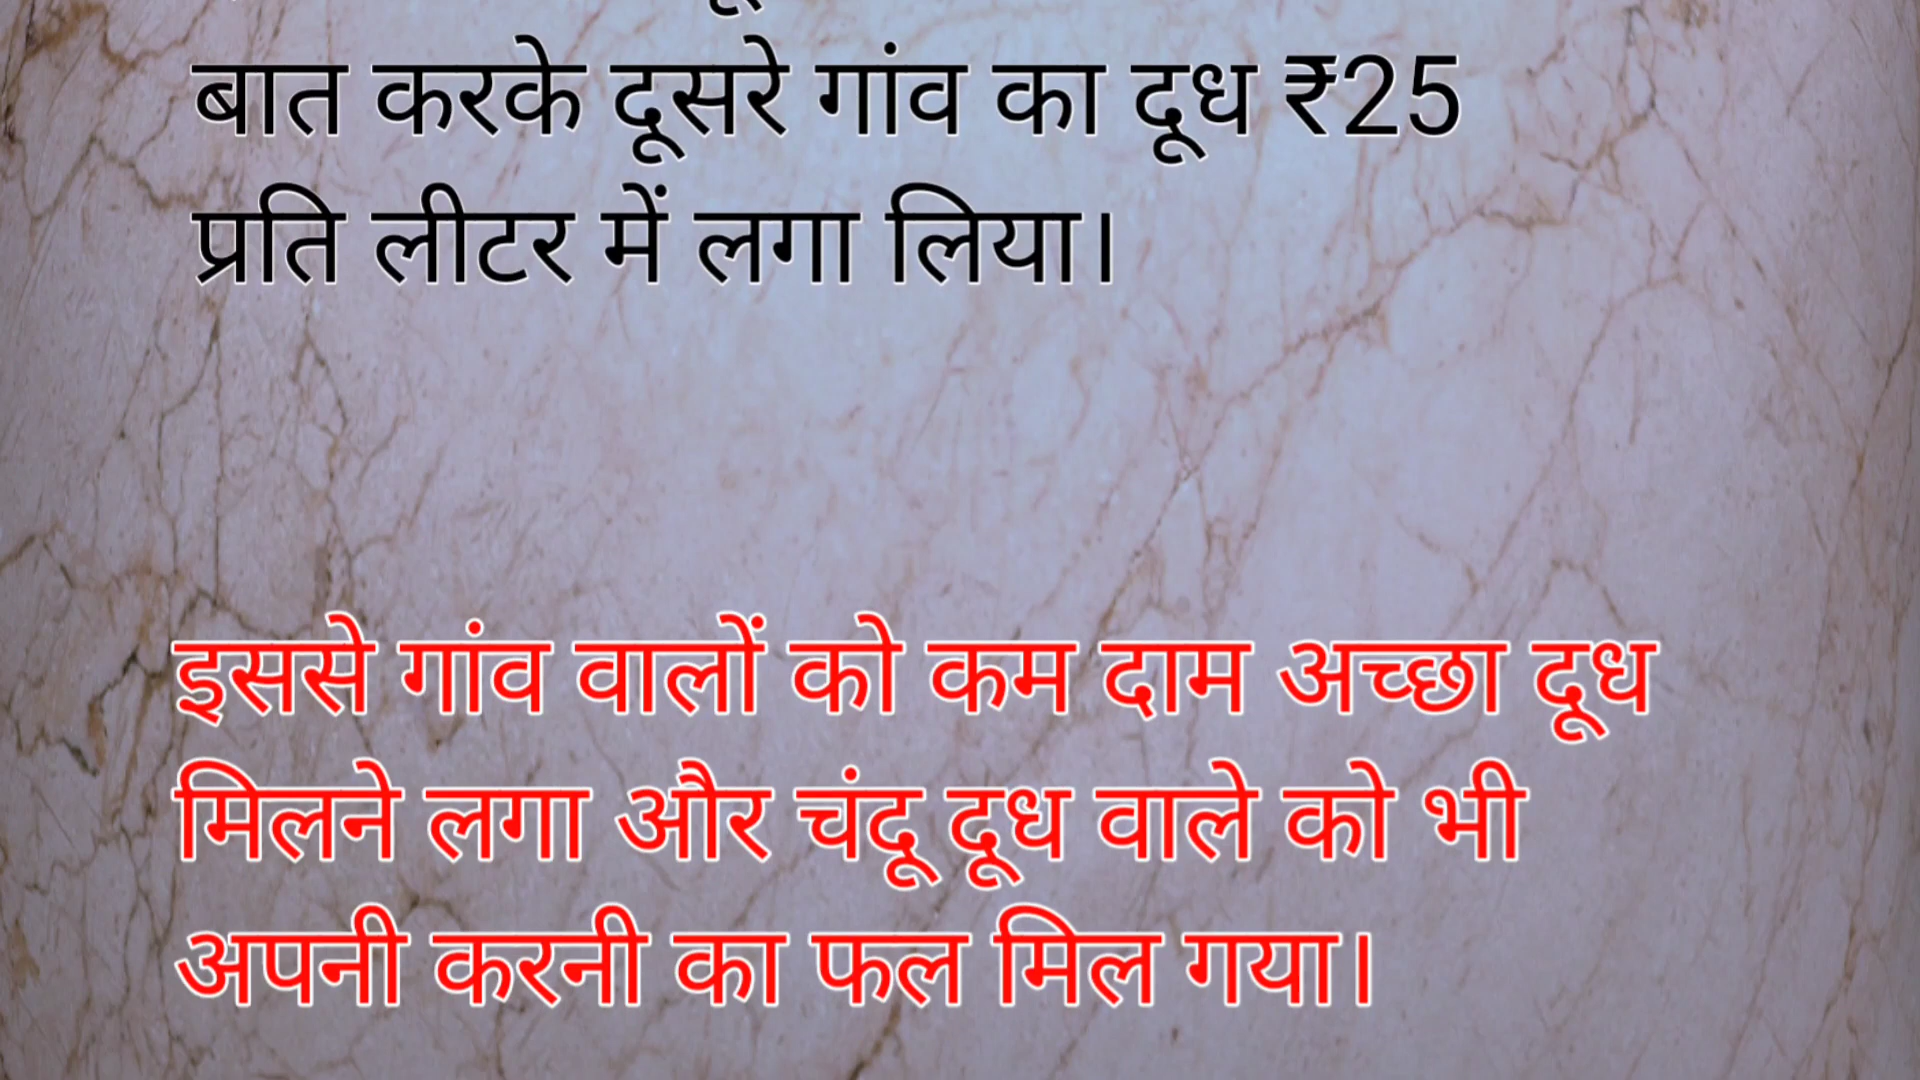 बात करके दूसरे गांव का दूध ₹25
प्रति लीटर में लगा लिया।
इससे गांव वालों को कम दाम अच्छा दूध
मिलने लगा और चंदू दूध वाले को भी
अपनी करनी का फल मिल गया।